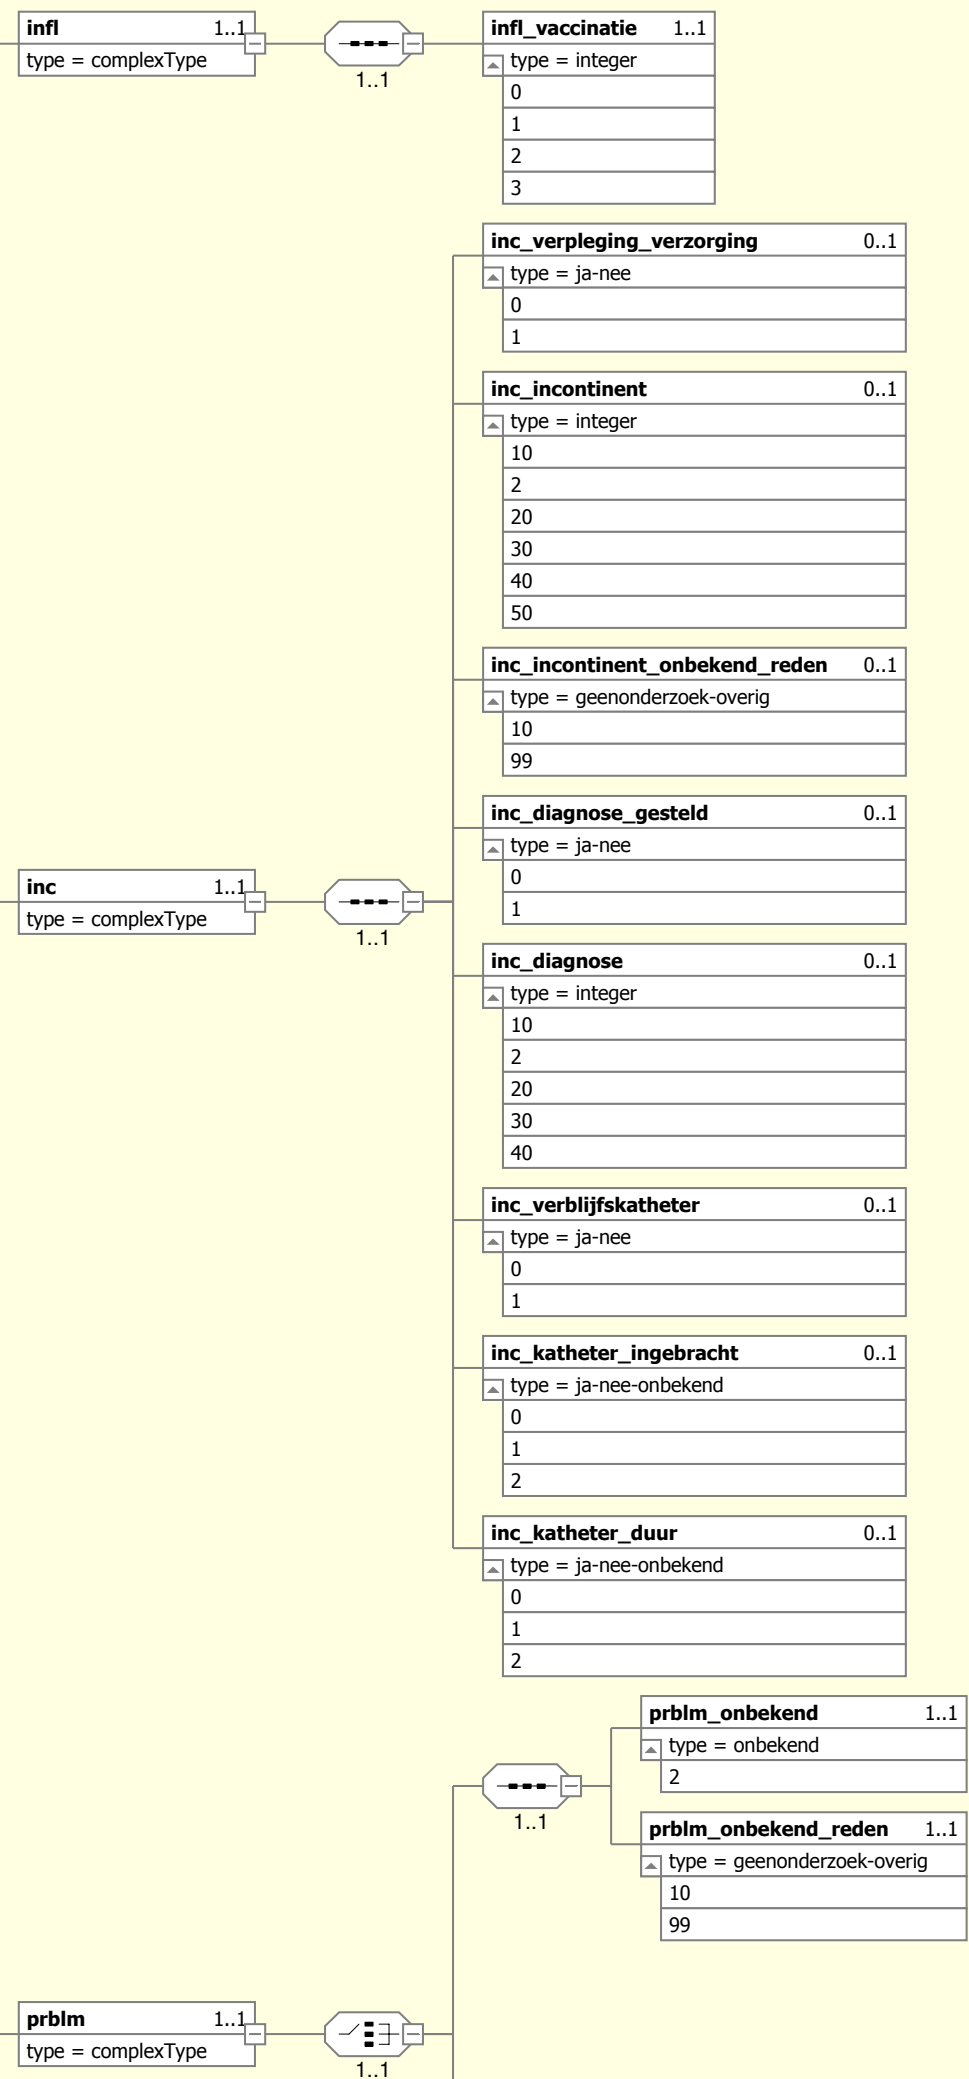 infl 1..1
type = complexType
1..1
infl_vaccinatie 1..1
type = integer
0
1
2
3
inc_verpleging_verzorging 0..1
type = ja-nee
0
1
inc_incontinent 0..1
type = integer
10
2
20
30
40
50
inc_incontinent_onbekend_reden 0..1
type = geenonderzoek-overig
10
99
inc_diagnose_gesteld 0..1
type = ja-nee
0
1
inc 1..1
type = complexType
1..1
inc_diagnose 0..1
type = integer
10
2
20
30
40
inc_verblijfskatheter 0..1
type = ja-nee
0
1
inc_katheter_ingebracht 0..1
type = ja-nee-onbekend
0
1
2
inc_katheter_duur 0..1
type = ja-nee-onbekend
0
1
2
prblm_onbekend 1..1
type = onbekend
2
1..1
prblm_onbekend_reden 1..1
type = geenonderzoek-overig
10
99
prblm 1..1
type = complexType
1..1